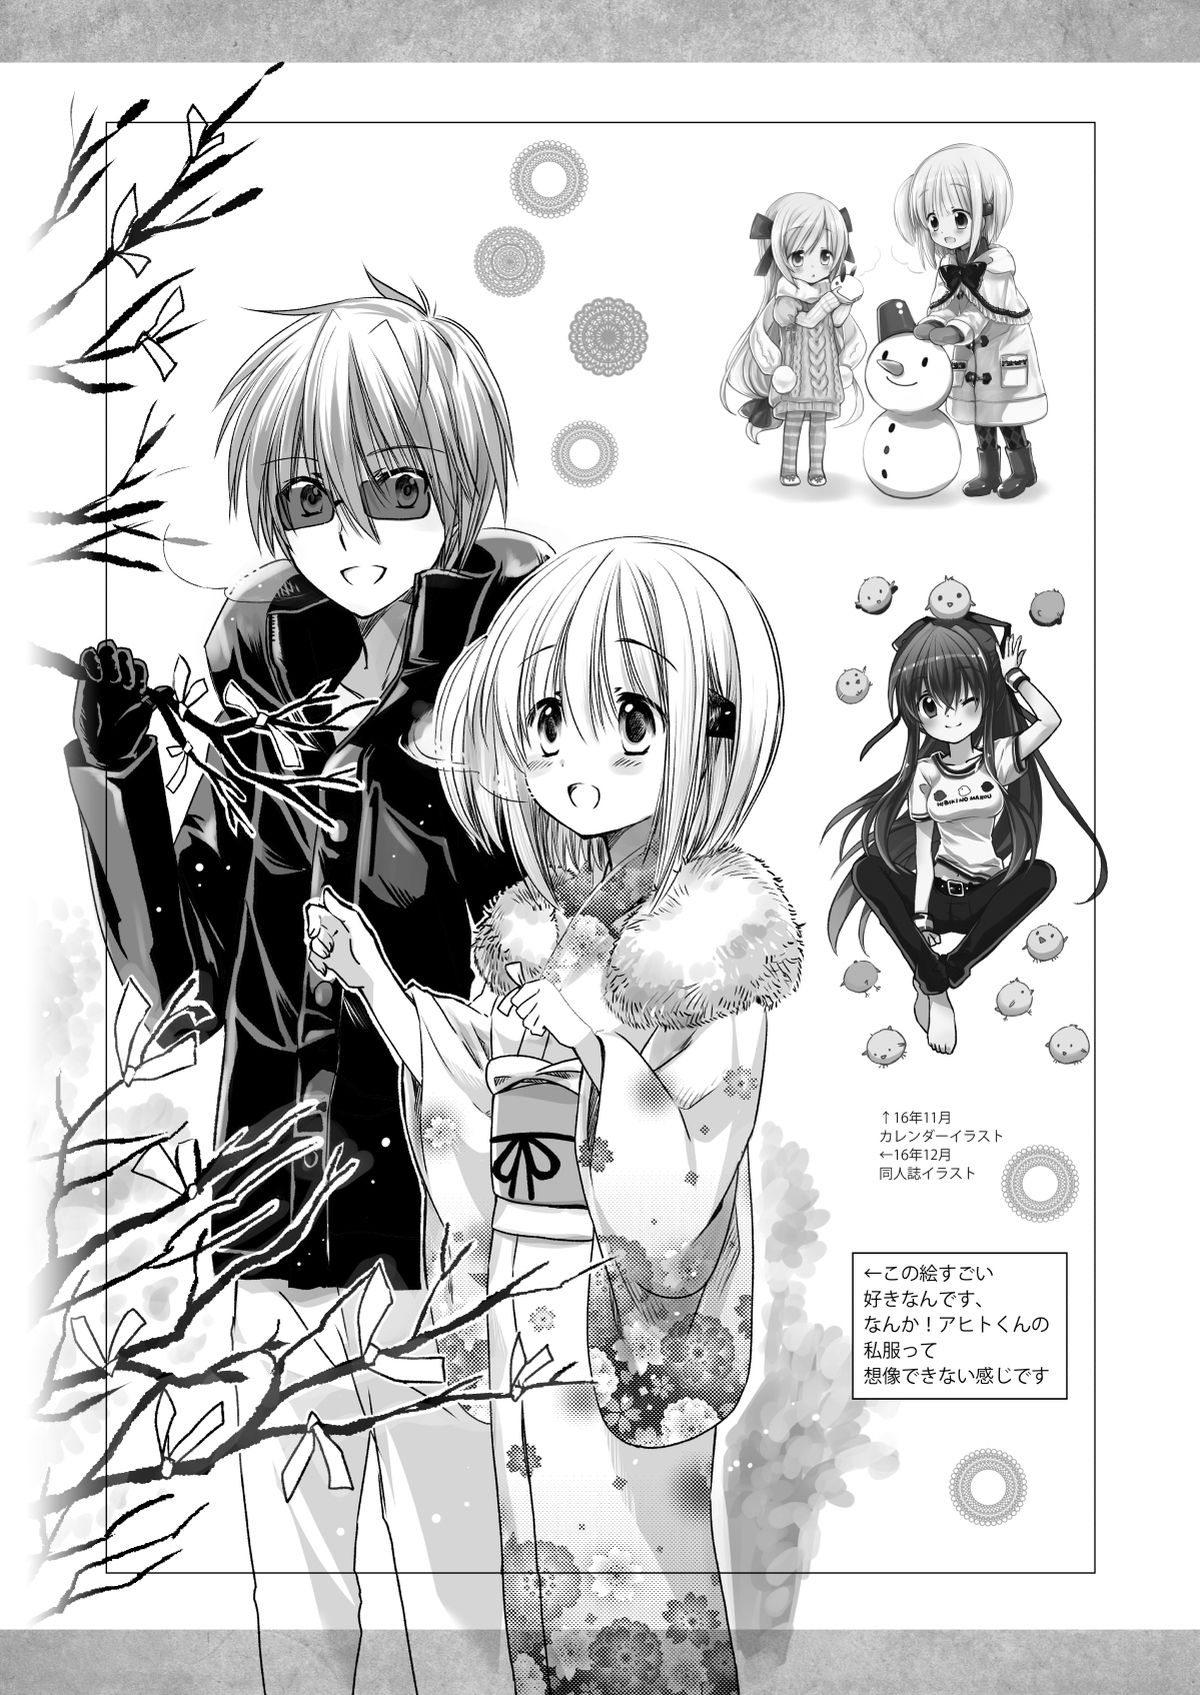 HIBIKI NO MAHOU
↑16年11月
カレンダーイラスト
←16年12月
同人誌イラスト
←この絵すごい
好きなんです、
なんか！アヒトくんの
私服って
想像できない感じです